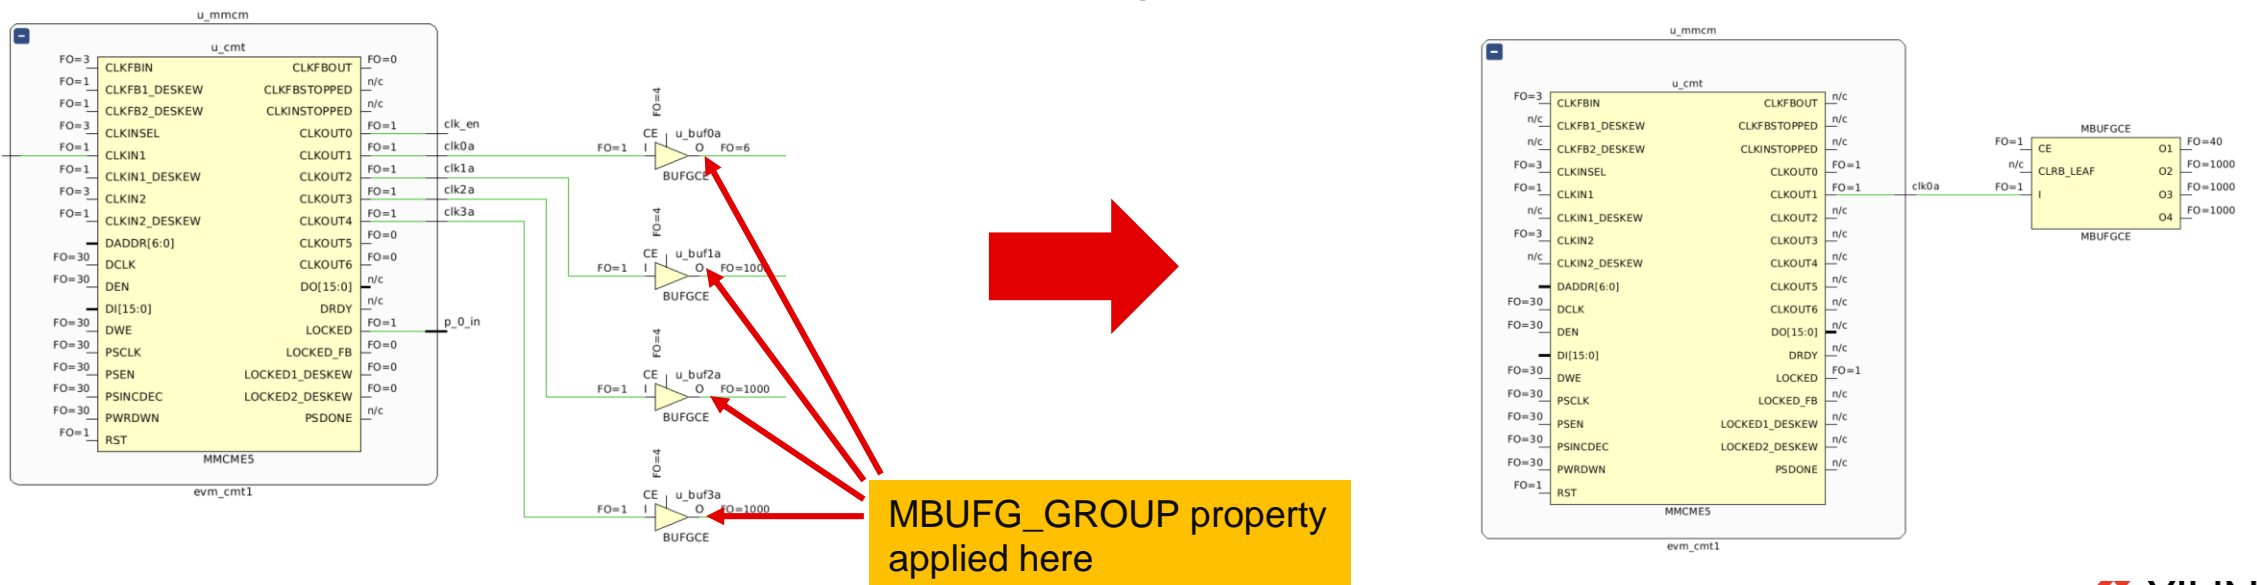 u_mmcm
u_cmt
FO=3 CLKFBIN CLKFBOUT FO=0
FO=1 CLKFB1_DESKEW CLKFBSTOPPED n/c
FO=1 CLKFB2_DESKEW CLKINSTOPPED n/c
FO=3 CLKINSEL CLKOUT0 FO=1 clk_en
FO=1 CLKIN1 CLKOUT1 FO=1 clk0a
FO=1 CLKIN1_DESKEW CLKOUT2 FO=1 clk1a
FO=3 CLKIN2 CLKOUT3 FO=1 clk2a
FO=1 CLKIN2_DESKEW CLKOUT4 FO=1 clk3a
DADDR[6:0] CLKOUT5 FO=0
FO=30 DCLK CLKOUT6 FO=0
FO=30 DEN DO[15:0] n/c
DI[15:0] DRDY n/c
FO=30 DWE LOCKED FO=1 p_0_in
FO=30 PSCLK LOCKED_FB FO=0
FO=30 PSEN LOCKED1_DESKEW FO=0
FO=30 PSINCDEC LOCKED2_DESKEW FO=0
FO=30 PWRDWN PSDONE n/c
FO=1 RST
MMCME5
evm_cmt1
FO=4
CE u_buf0a
FO=1 I O FO=6
BUFGCE
FO=4
CE u_buf1a
FO=1 I O FO=1000
BUFGCE
FO=4
CE u_buf2a
FO=1 I O FO=1000
BUFGCE
FO=4
CE u_buf3a
FO=1 I O FO=1000
BUFGCE
MBUFG_GROUP property
applied here
u_mmcm
u_cmt
FO=3 CLKFBIN CLKFBOUT n/c
n/c CLKFB1_DESKEW CLKFBSTOPPED n/c
n/c CLKFB2_DESKEW CLKINSTOPPED n/c
FO=3 CLKINSEL CLKOUT0 FO=1
FO=1 CLKIN1 CLKOUT1 FO=1 clk0a
n/c CLKIN1_DESKEW CLKOUT2 n/c
FO=3 CLKIN2 CLKOUT3 n/c
n/c CLKIN2_DESKEW CLKOUT4 n/c
DADDR[6:0] CLKOUT5 n/c
FO=30 DCLK CLKOUT6 n/c
FO=30 DEN DO[15:0] n/c
DI[15:0] DRDY n/c
FO=30 DWE LOCKED FO=1
FO=30 PSCLK LOCKED_FB n/c
FO=30 PSEN LOCKED1_DESKEW n/c
FO=30 PSINCDEC LOCKED2_DESKEW n/c
FO=30 PWRDWN PSDONE n/c
FO=1 RST
MMCME5
evm_cmt1
MBUFGCE
FO=1 CE O1 FO=40
n/c CLRB_LEAF O2 FO=1000
FO=1 I O3 FO=1000
O4 FO=1000
MBUFGCE